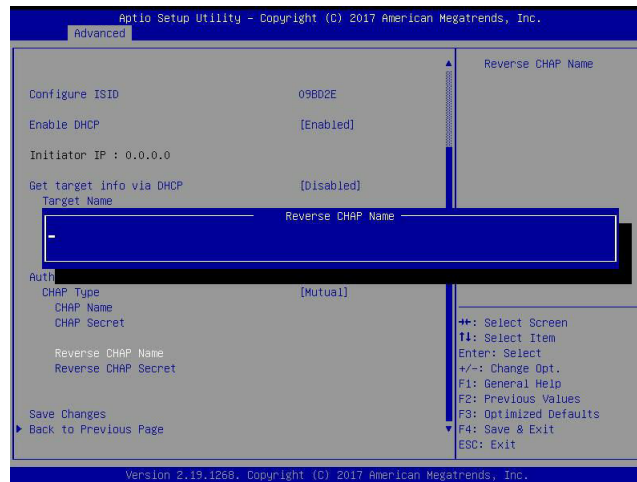 Aptio Setup Utility – Copyright (C) 2017 American Megatrends, Inc.
Advanced
Reverse CHAP Name
Configure ISID 09BD2E
Enable DHCP [Enabled]
Initiator IP : 0.0.0.0
Get target info via DHCP [Disabled]
Target Name
Reverse CHAP Name
Auth
CHAP Type [Mutual]
CHAP Name
CHAP Secret
Reverse CHAP Name
Reverse CHAP Secret
Save Changes
Back to Previous Page
→←: Select Screen
↑↓: Select Item
Enter: Select
+/-: Change Opt.
F1: General Help
F2: Previous Values
F3: Optimized Defaults
F4: Save & Exit
ESC: Exit
Version 2.19.1268. Copyright (C) 2017 American Megatrends, Inc.